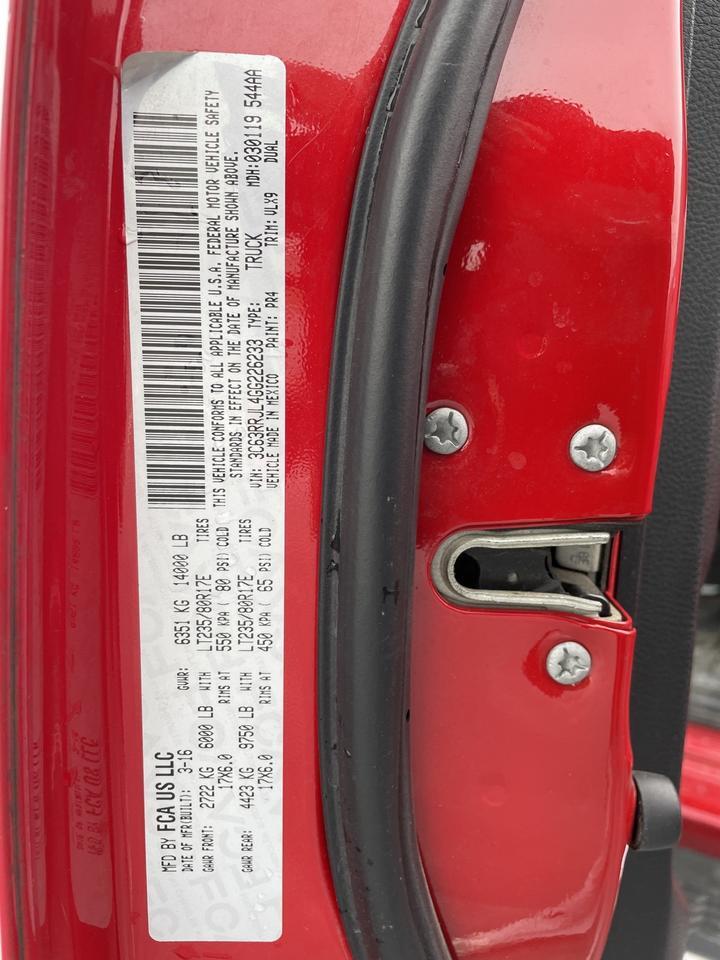 MFD BY FCA US LLC
DATE OF MFR(BUILT): 3-16 GVWR: 6351 KG 14000 LB
GAWR FRONT: 2722 KG 6000 LB WITH LT235/80R17E TIRES
17X6.0 RIMS AT 550 KPA( 80 PSI) COLD
GAWR REAR: 4423 KG 9750 LB WITH LT235/80R17E TIRES
17X6.0 RIMS AT 450 KPA( 65 PSI) COLD
THIS VEHICLE CONFORMS TO ALL APPLICABLE U.S.A. FEDERAL MOTOR VEHICLE SAFETY
STANDARDS IN EFFECT ON THE DATE OF MANUFACTURE SHOWN ABOVE.
VIN: 3C63RRJL4GG226233 TYPE: TRUCK MDH:030119 544AA
VEHICLE MADE IN MEXICO PAINT: PR4 TRIM: VLX9 DUAL